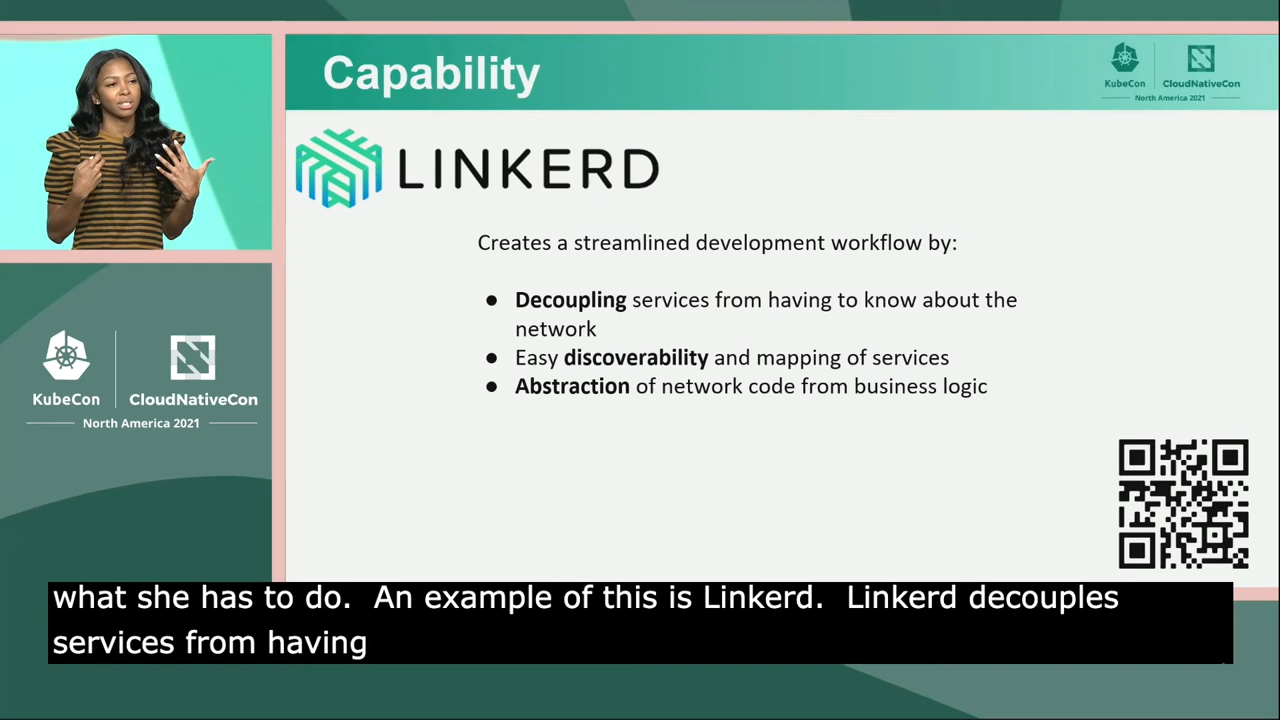 Capability
KubeCon
CloudNativeCon
North America 2021
LINKERD
Creates a streamlined development workflow by:
● Decoupling services from having to know about the
network
● Easy discoverability and mapping of services
● Abstraction of network code from business logic
KubeCon
CloudNativeCon
North America 2021
what she has to do.  An example of this is Linkerd.  Linkerd decouples
services from having